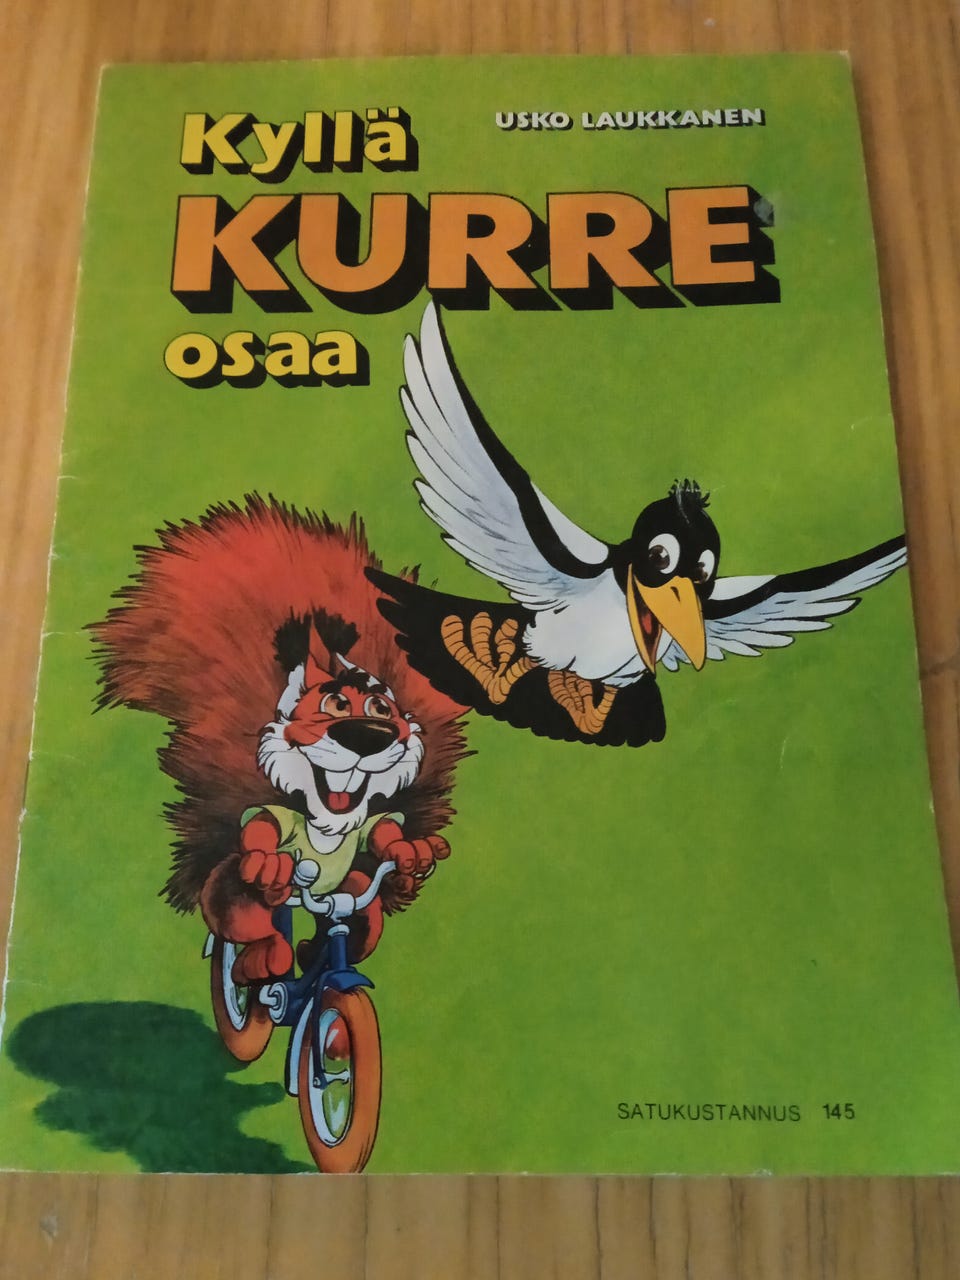 Kyllä
USKO LAUKKANEN
KURRE
osaa
SATUKUSTANNUS 145